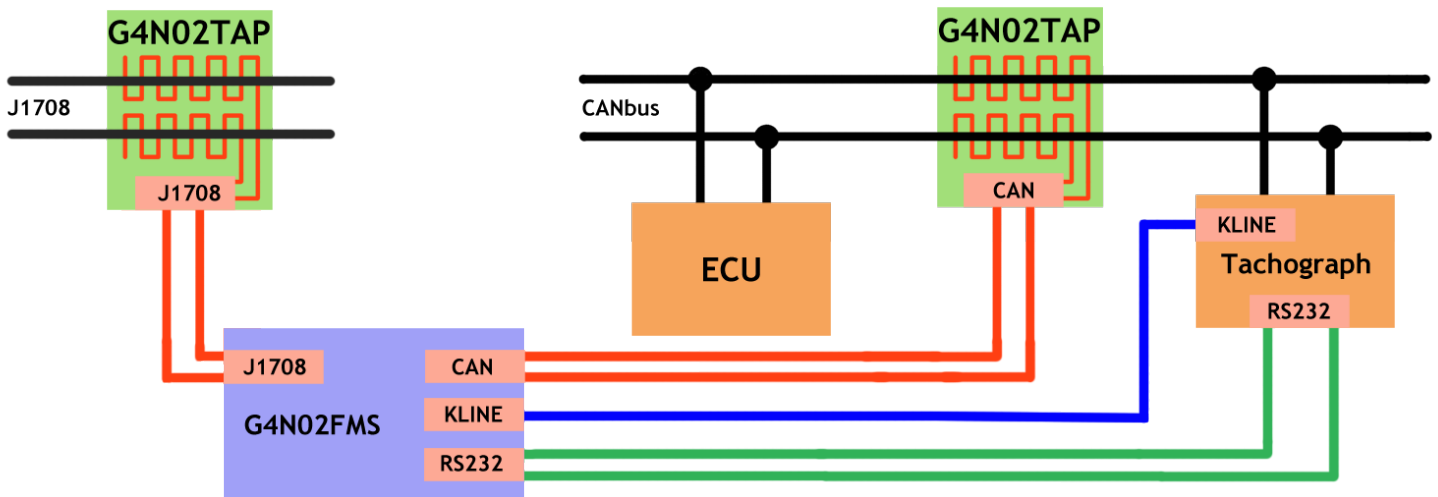 G4N02TAP
G4N02TAP
J1708
CANbus
J1708
CAN
KLINE
ECU
Tachograph
RS232
J1708
CAN
KLINE
G4N02FMS
RS232